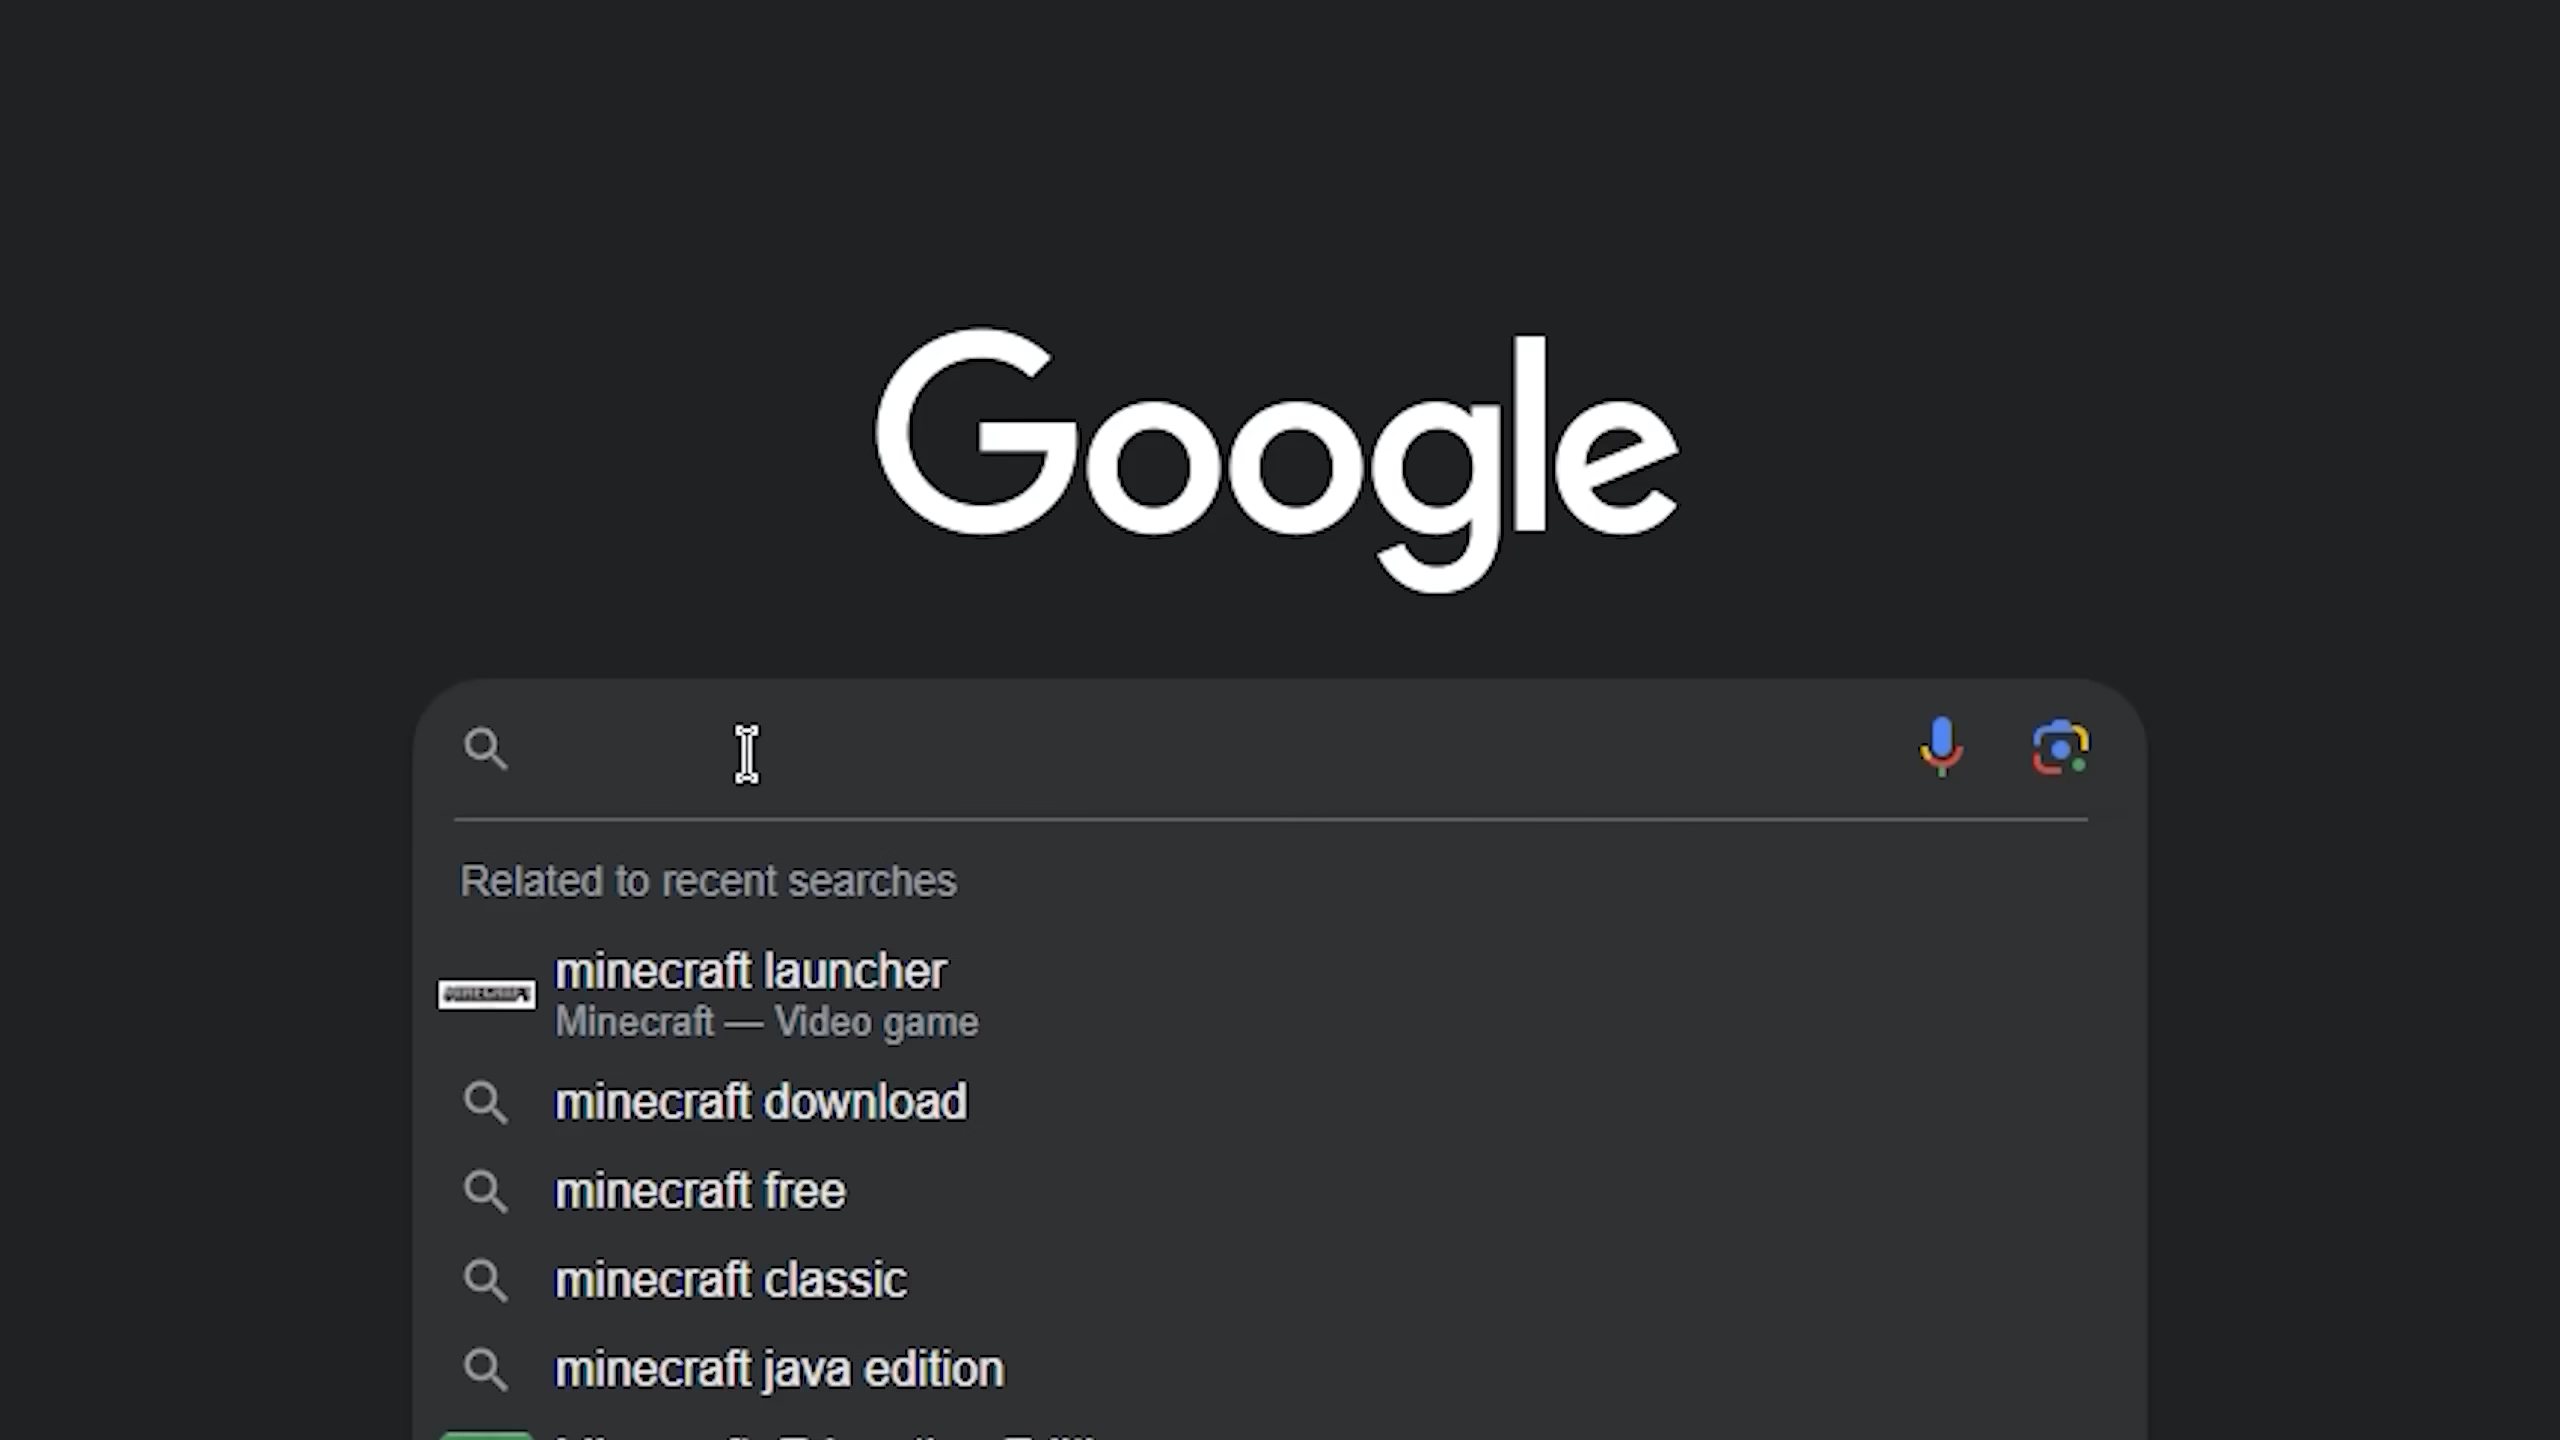 Google
Related to recent searches
MINECRAFT
minecraft launcher
Minecraft — Video game
minecraft download
minecraft free
minecraft classic
minecraft java edition